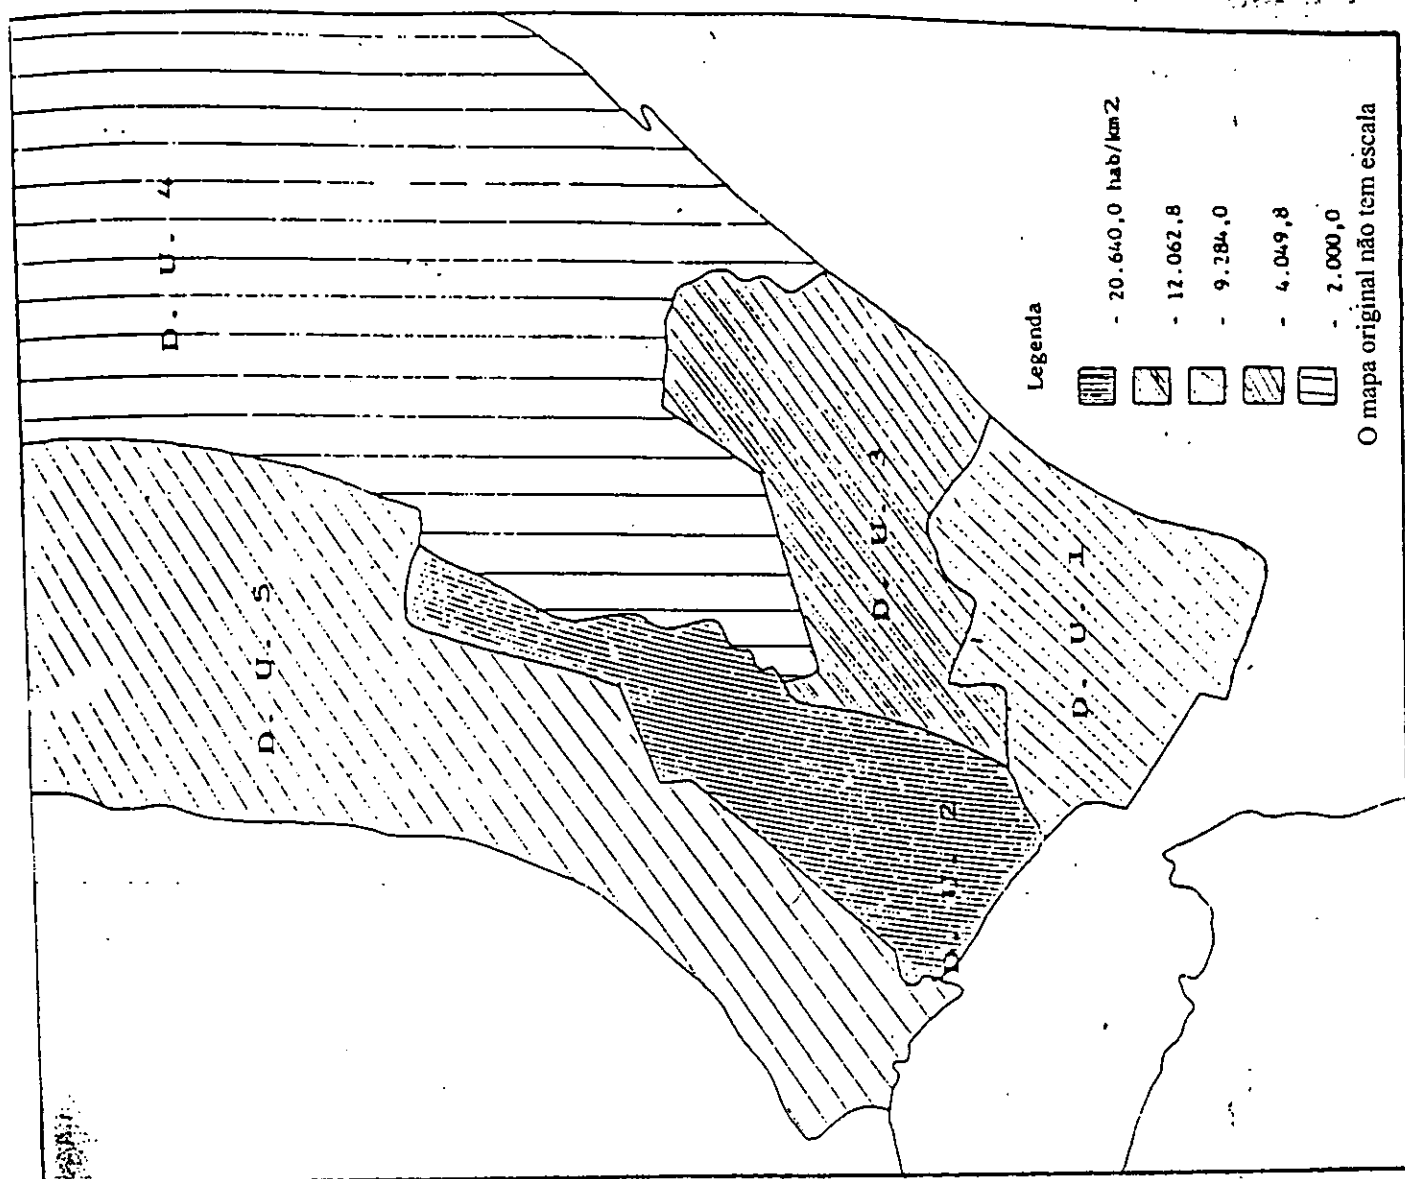 D - U - 4
D - U - 5
D - U - 3
D - U - 2
D - U - 1
Legenda
- 20.640,0 hab/km2
- 12.062,8
- 9.284,0
- 4.049,8
- 2.000,0
O mapa original não tem escala